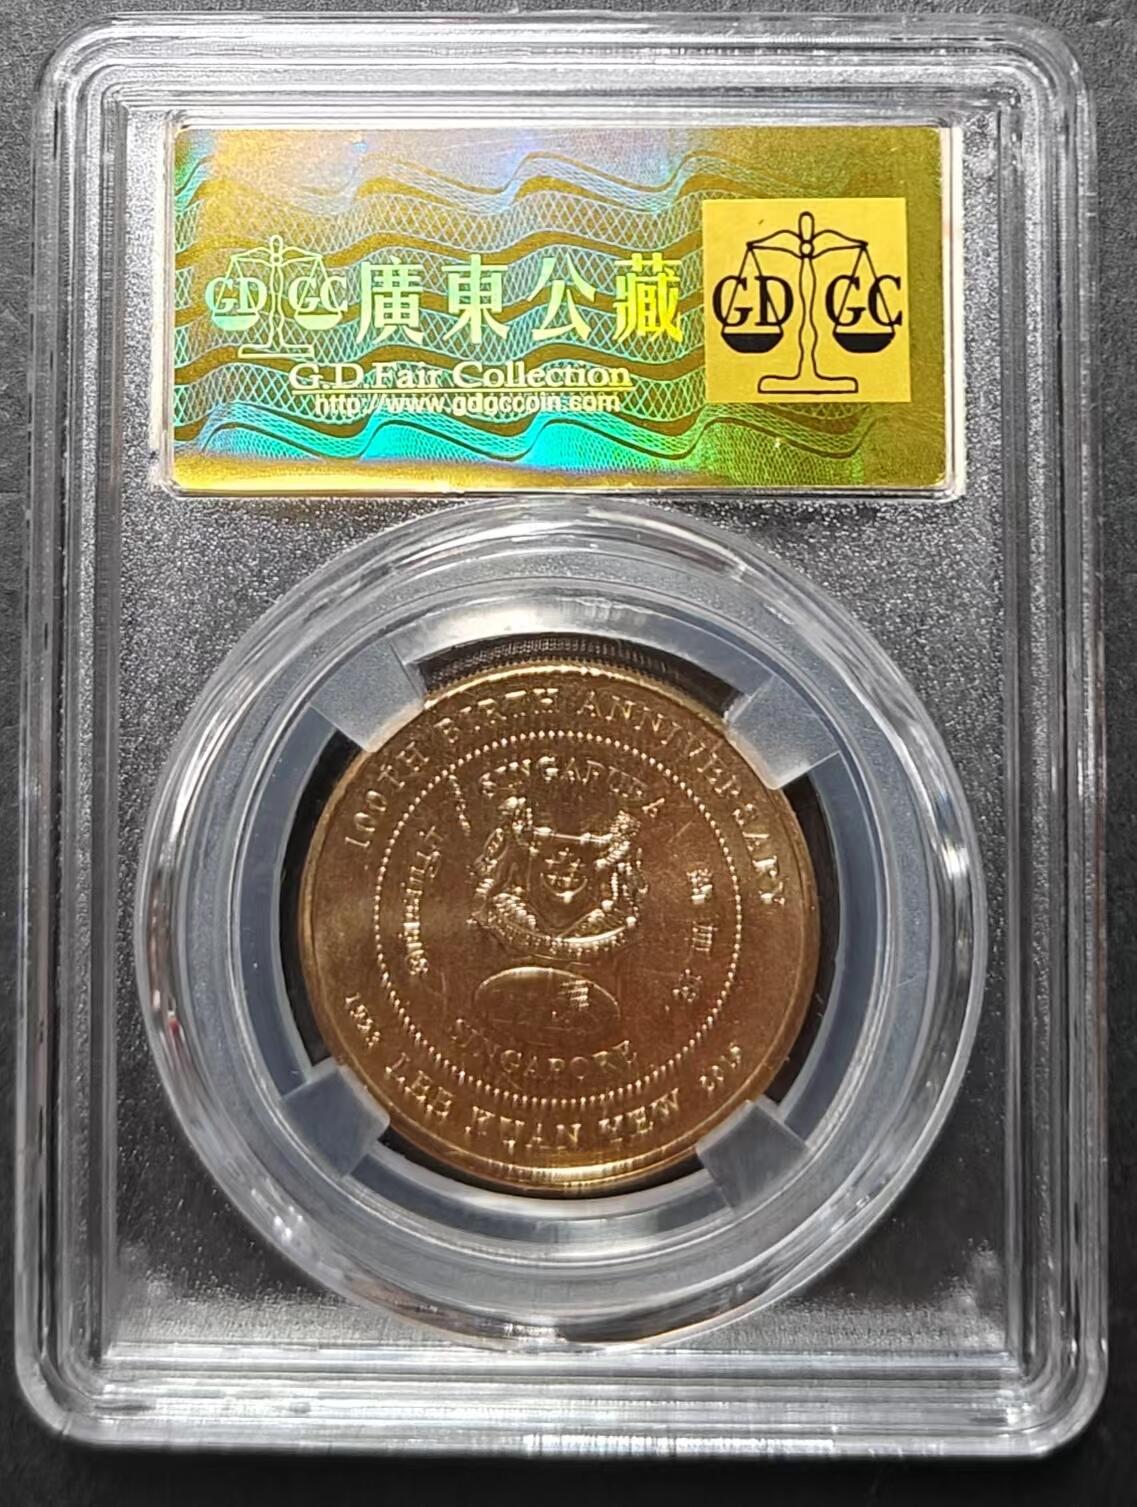 GD GC 廣東公藏
GD GC
G.D.Fair Collection
http://www.gdgccoin.com
100TH BIRTH ANNIVERSARY
SINGAPURA
SINGAPORE
LEE KUAN YEW